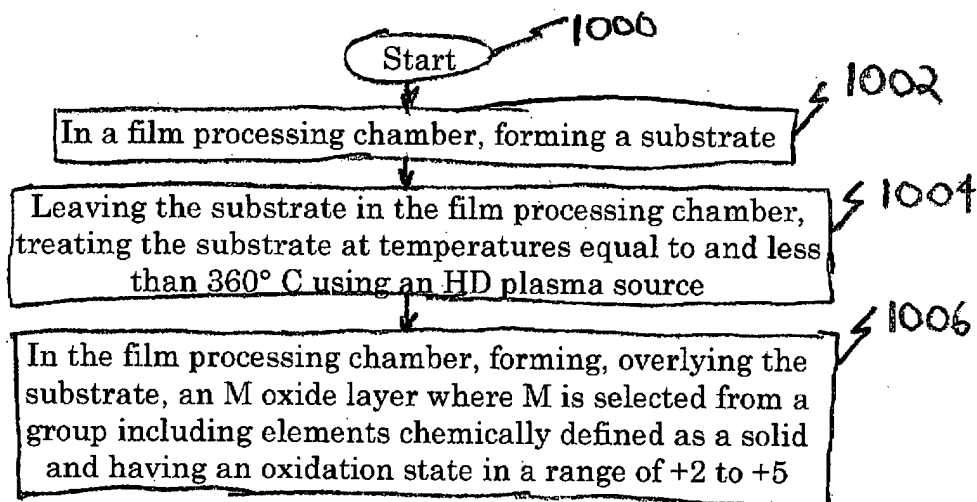 1000
Start
1002
In a film processing chamber, forming a substrate
1004
Leaving the substrate in the film processing chamber,
treating the substrate at temperatures equal to and less
than 360° C using an HD plasma source
1006
In the film processing chamber, forming, overlying the
substrate, an M oxide layer where M is selected from a
group including elements chemically defined as a solid
and having an oxidation state in a range of +2 to +5